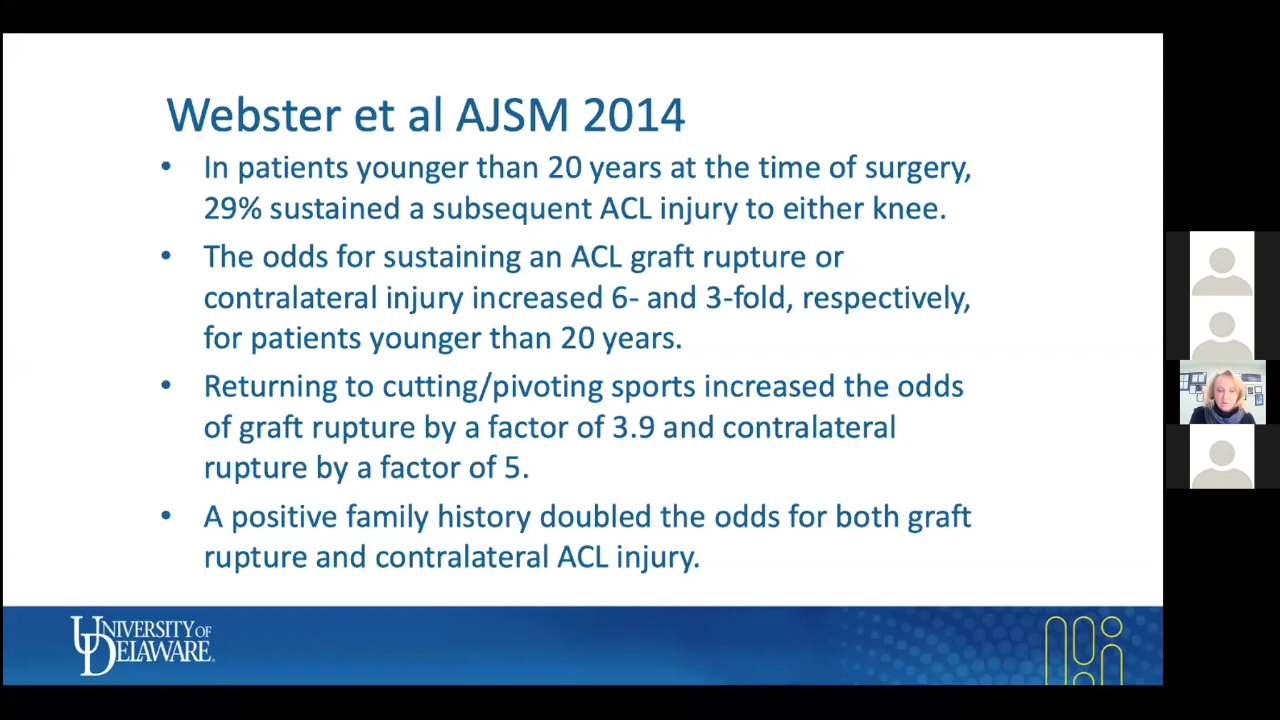 Webster et al AJSM 2014
• In patients younger than 20 years at the time of surgery,
29% sustained a subsequent ACL injury to either knee.
• The odds for sustaining an ACL graft rupture or
contralateral injury increased 6- and 3-fold, respectively,
for patients younger than 20 years.
• Returning to cutting/pivoting sports increased the odds
of graft rupture by a factor of 3.9 and contralateral
rupture by a factor of 5.
• A positive family history doubled the odds for both graft
rupture and contralateral ACL injury.
UNIVERSITY OF
DELAWARE